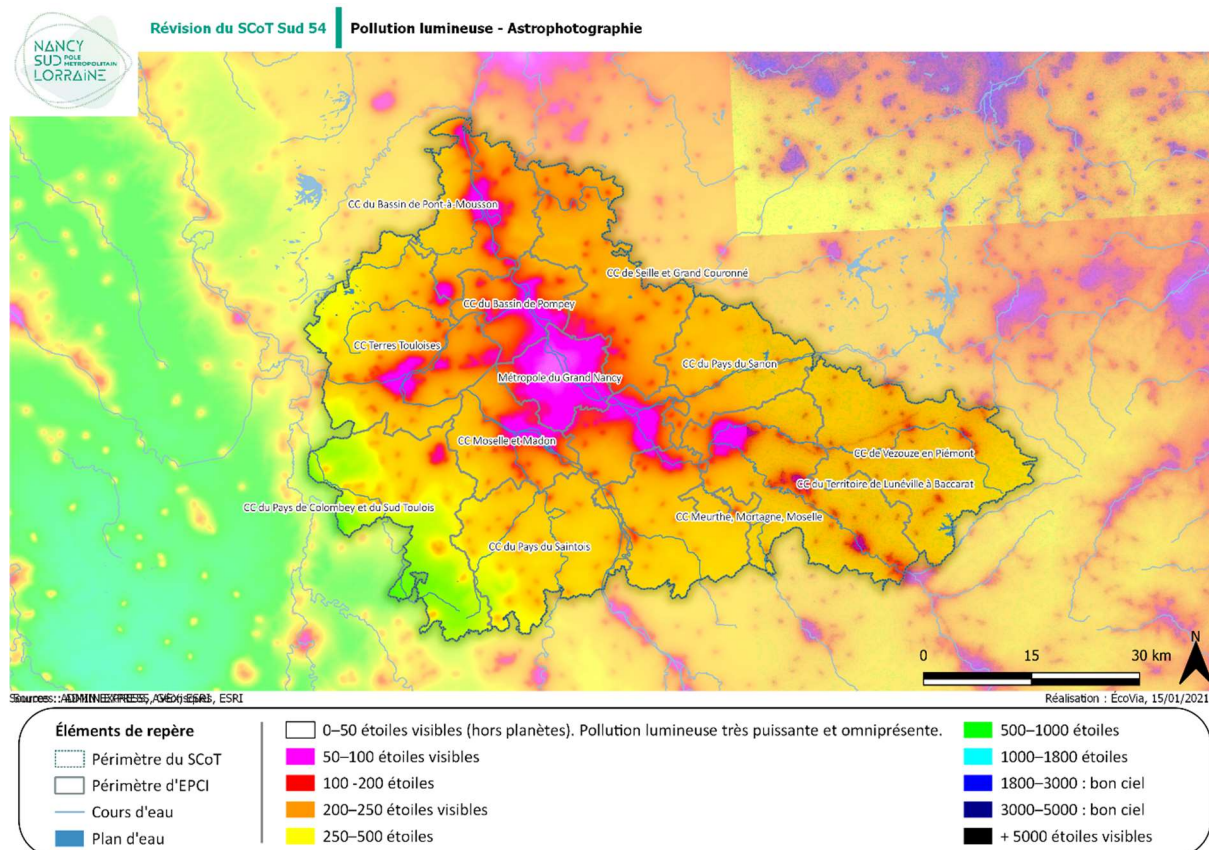 NANCY
SUD PÔLE MÉTROPOLITAIN
LORRAINE
Révision du SCoT Sud 54
Pollution lumineuse - Astrophotographie
CC du Bassin de Pont-à-Mousson
CC de Seille et Grand Couronné
CC du Bassin de Pompey
CC Terres Touloises
CC du Pays du Sanon
Métropole du Grand Nancy
CC Moselle et Madon
CC de Vezouze en Piémont
CC du Territoire de Lunéville à Baccarat
CC du Pays de Colombey et du Sud Toulois
CC Meurthe, Mortagne, Moselle
CC du Pays du Saintois
N
0 15 30 km
ESRI
Réalisation : ÉcoVia, 15/01/2021
Éléments de repère
Périmètre du SCoT
Périmètre d'EPCI
Cours d'eau
Plan d'eau
0–50 étoiles visibles (hors planètes). Pollution lumineuse très puissante et omniprésente.
50–100 étoiles visibles
100 -200 étoiles
200–250 étoiles visibles
250–500 étoiles
500–1000 étoiles
1000–1800 étoiles
1800–3000 : bon ciel
3000–5000 : bon ciel
+ 5000 étoiles visibles